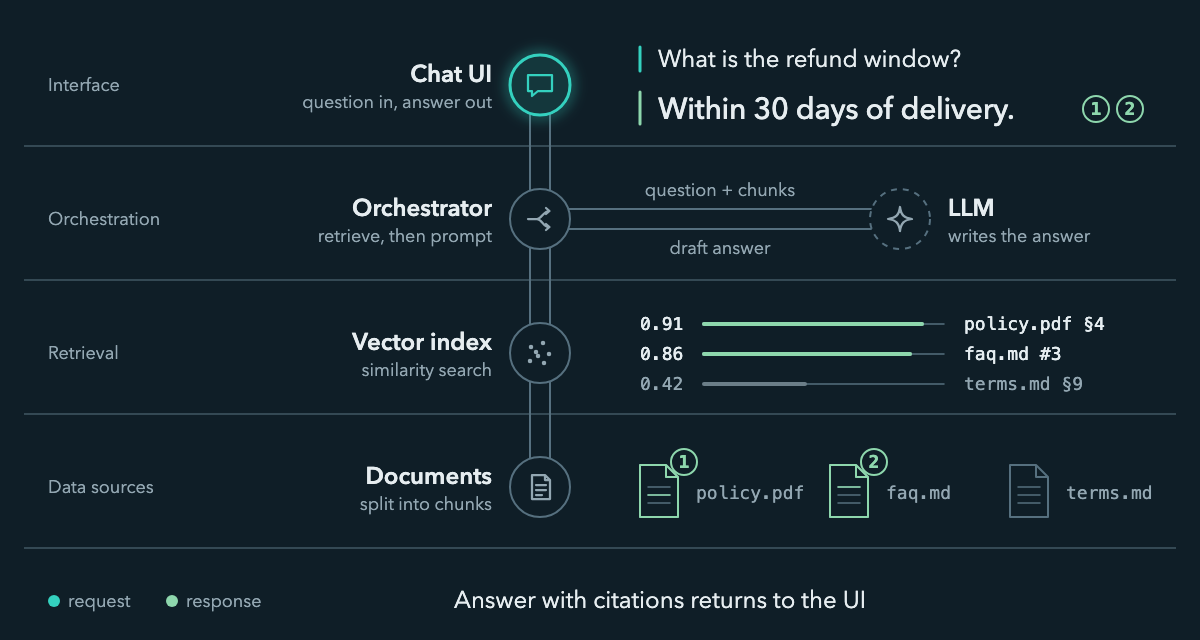 Interface
Chat UI
question in, answer out
What is the refund window?
Within 30 days of delivery.
1 2
Orchestration
Orchestrator
retrieve, then prompt
question + chunks
draft answer
LLM
writes the answer
Retrieval
Vector index
similarity search
0.91 policy.pdf §4
0.86 faq.md #3
0.42 terms.md §9
Data sources
Documents
split into chunks
1
policy.pdf
2
faq.md
terms.md
request
response
Answer with citations returns to the UI